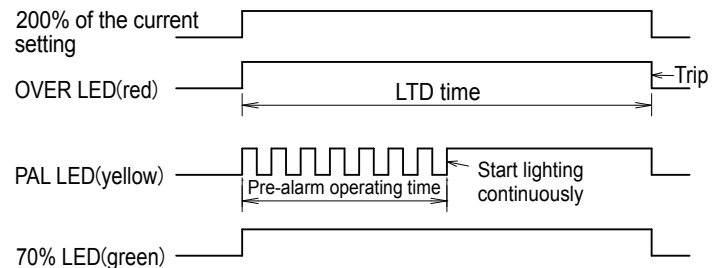 200% of the current
setting
OVER LED(red)
LTD time
Trip
PAL LED(yellow)
Pre-alarm operating time
Start lighting
continuously
70% LED(green)